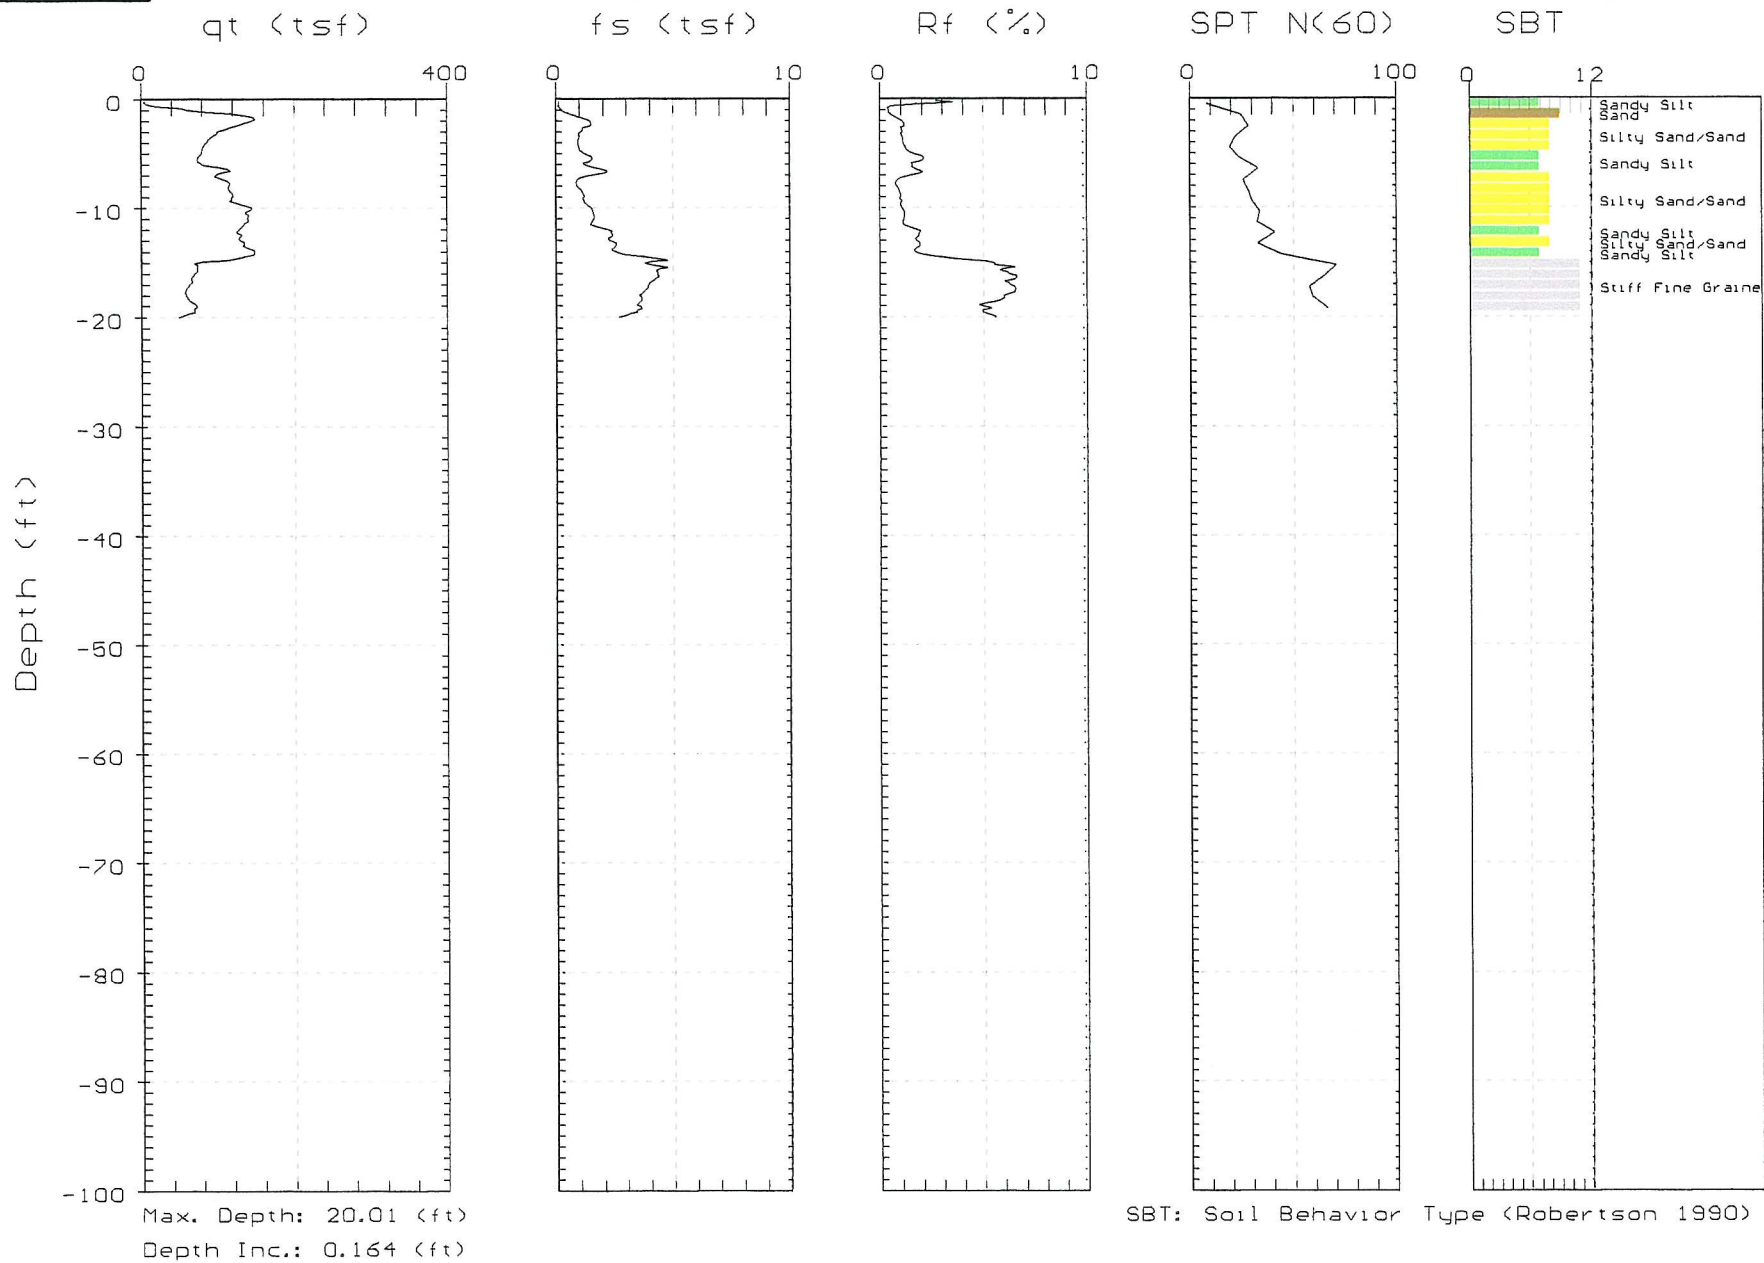 qt (tsf) fs (tsf) Rf (%) SPT N(60) SBT
0 400 0 10 0 10 0 100 0 12
0
-10
-20
-30
-40
-50
-60
-70
-80
-90
-100
Depth (ft)
Sandy Silt
Sand
Silty Sand/Sand
Sandy Silt
Silty Sand/Sand
Sandy Silt
Silty Sand/Sand
Sandy Silt
Stiff Fine Graine
Max. Depth: 20.01 (ft)
Depth Inc.: 0.164 (ft)
SBT: Soil Behavior Type (Robertson 1990)